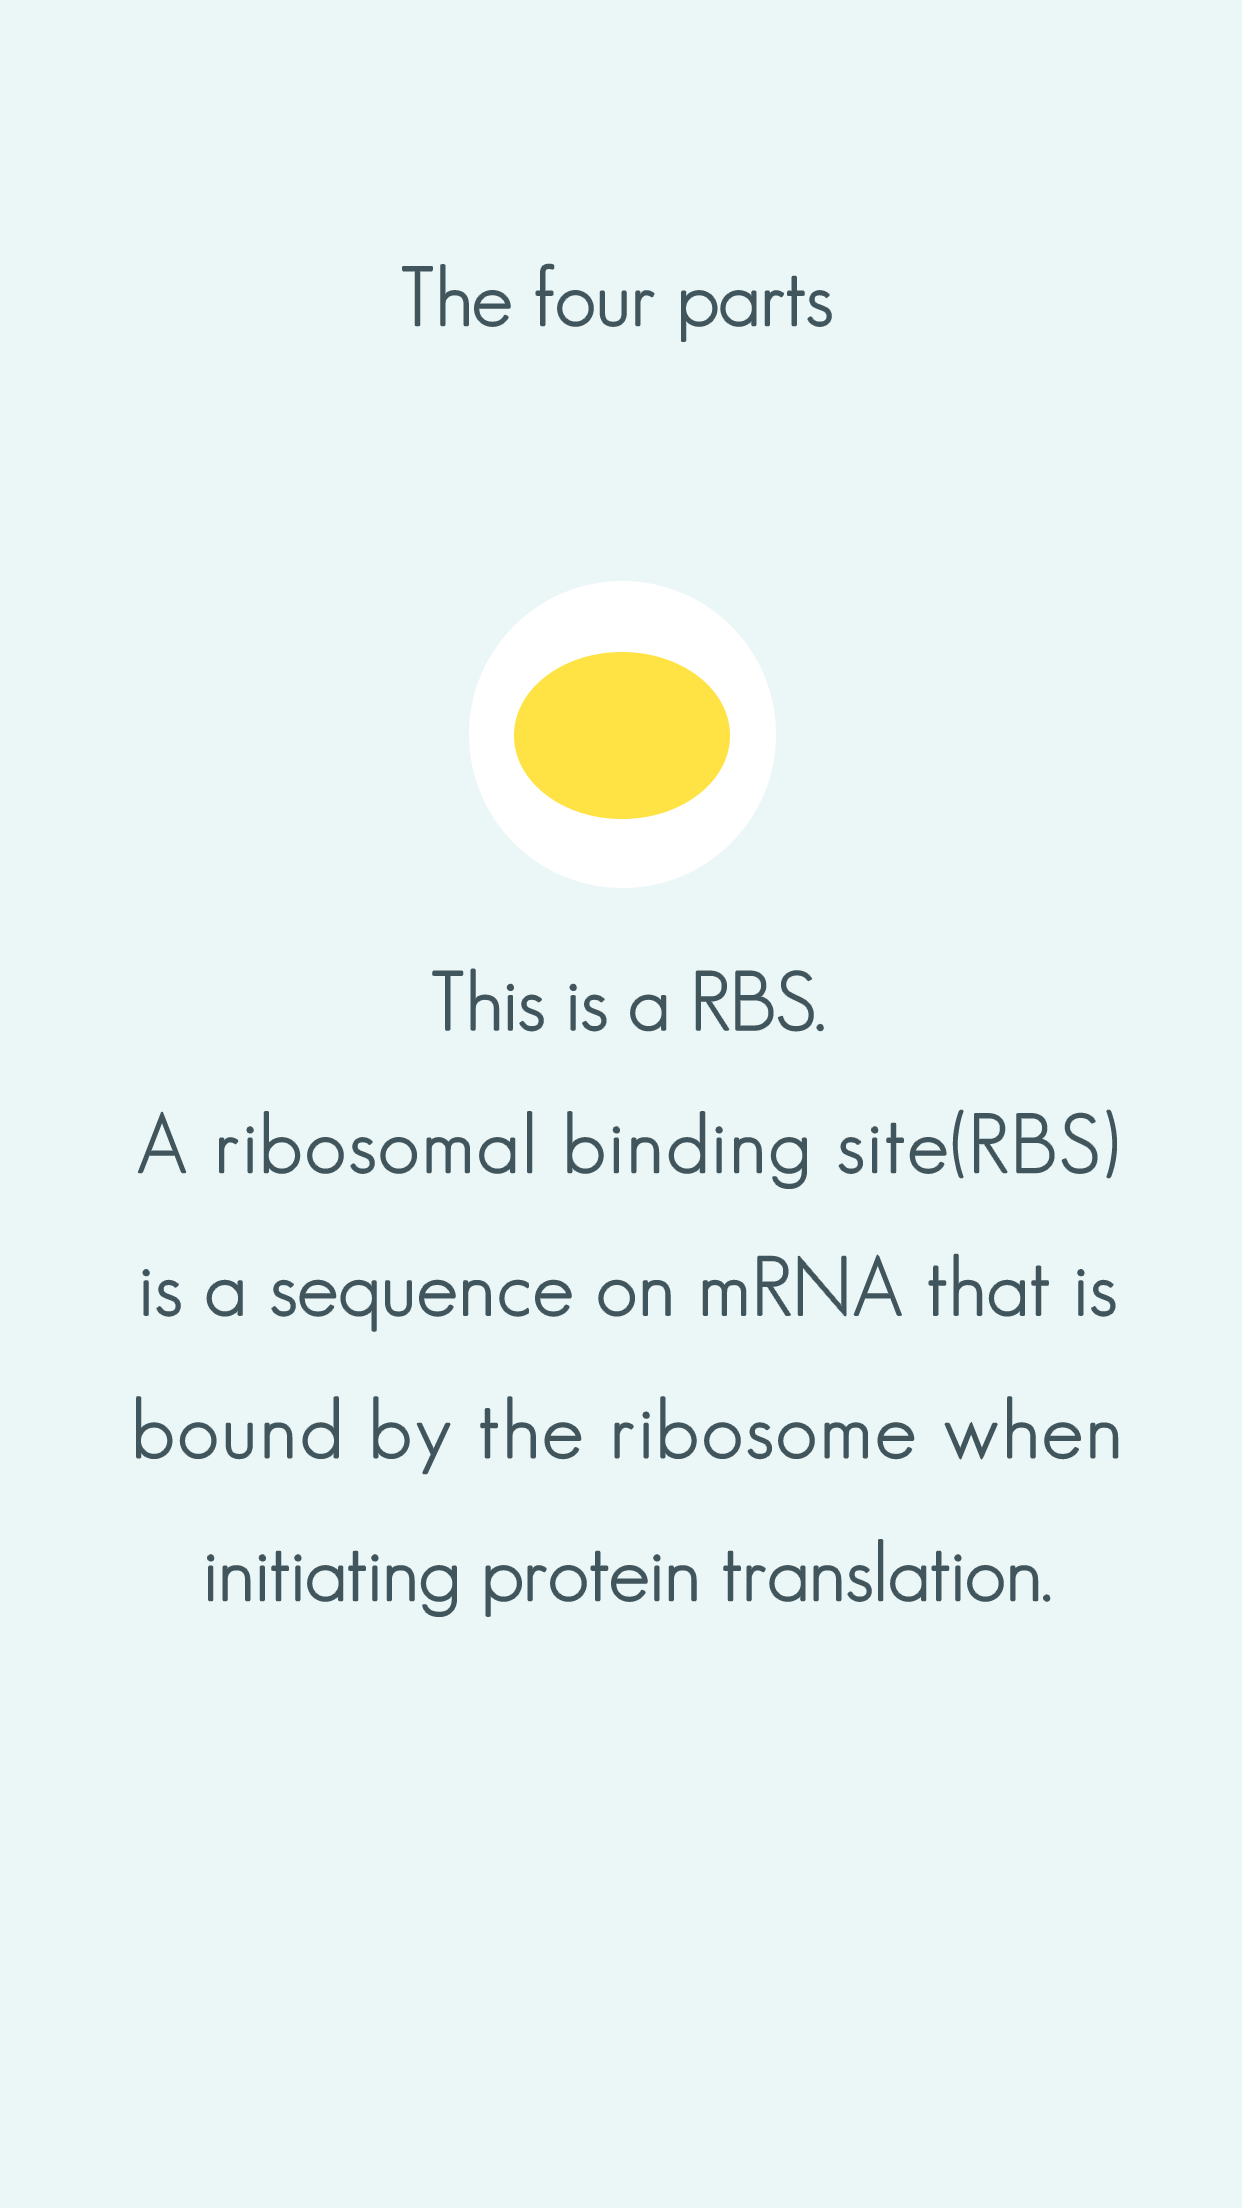 The four parts
This is a RBS.
A ribosomal binding site(RBS)
is a sequence on mRNA that is
bound by the ribosome when
initiating protein translation.